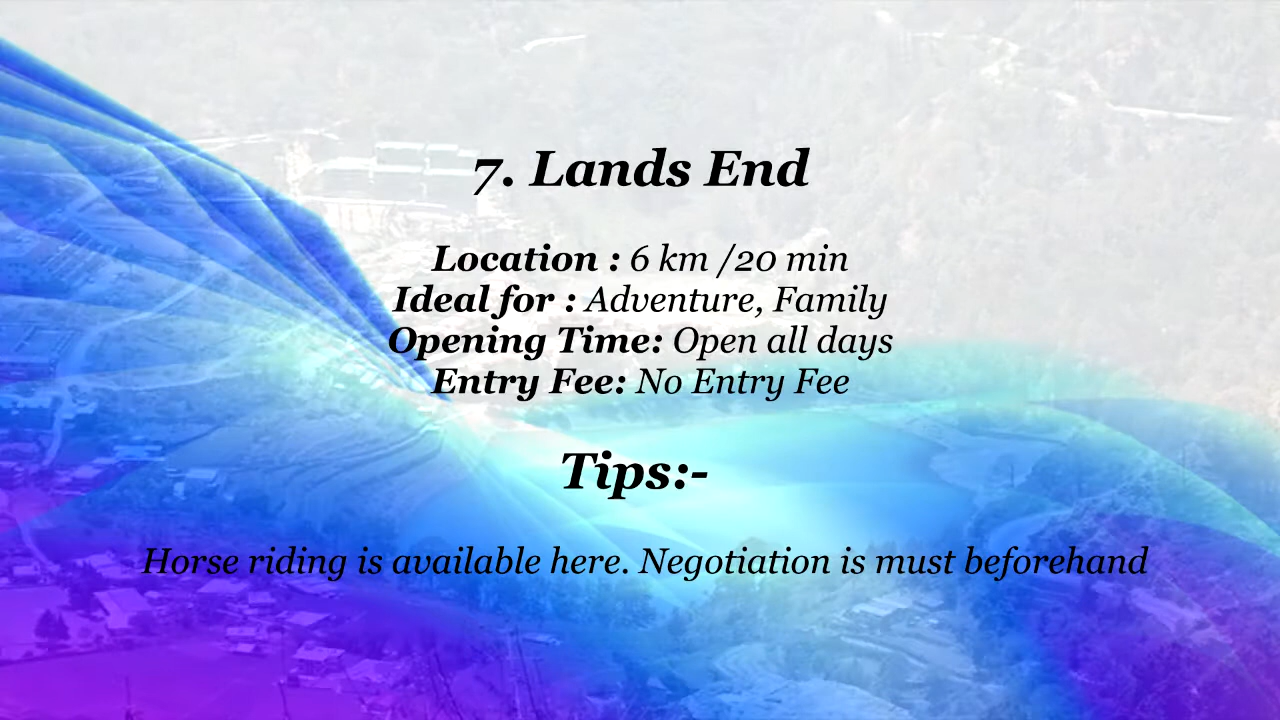 7. Lands End
Location : 6 km /20 min
Ideal for : Adventure, Family
Opening Time: Open all days
Entry Fee: No Entry Fee
Tips:-
Horse riding is available here. Negotiation is must beforehand